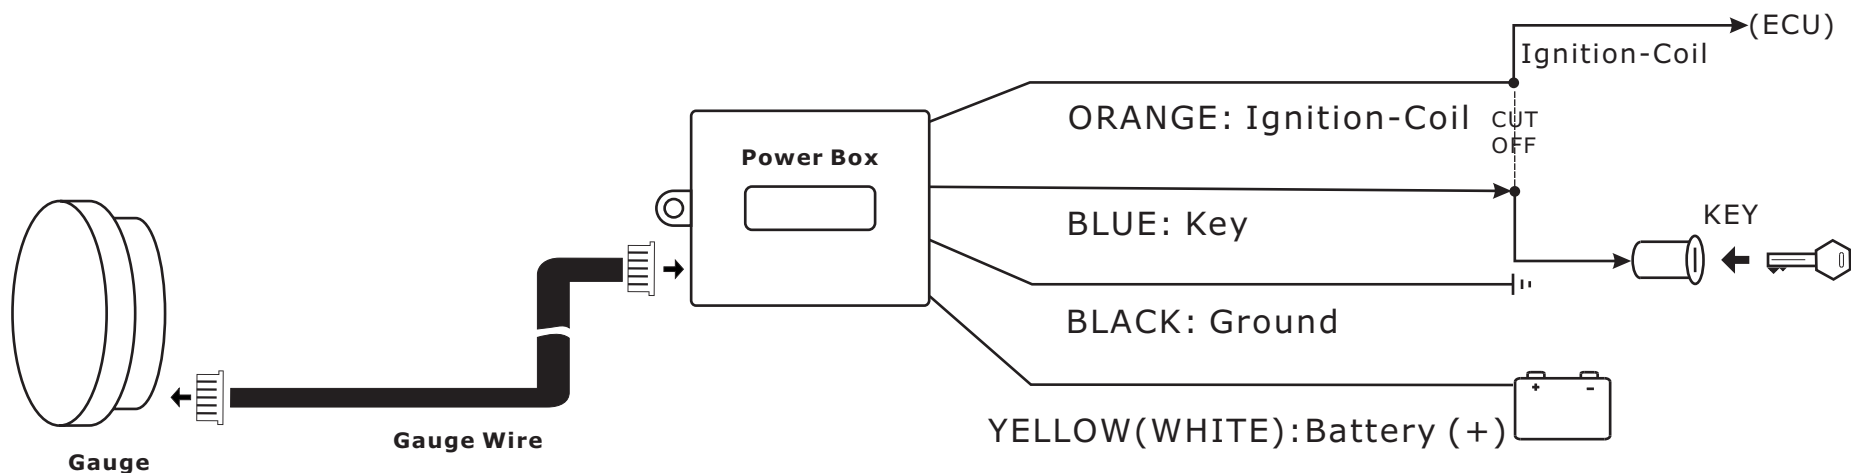 (ECU)
Ignition-Coil
ORANGE: Ignition-Coil
CUT
OFF
Power Box
BLUE: Key
KEY
BLACK: Ground
+ -
YELLOW(WHITE):Battery (+)
Gauge Wire
Gauge